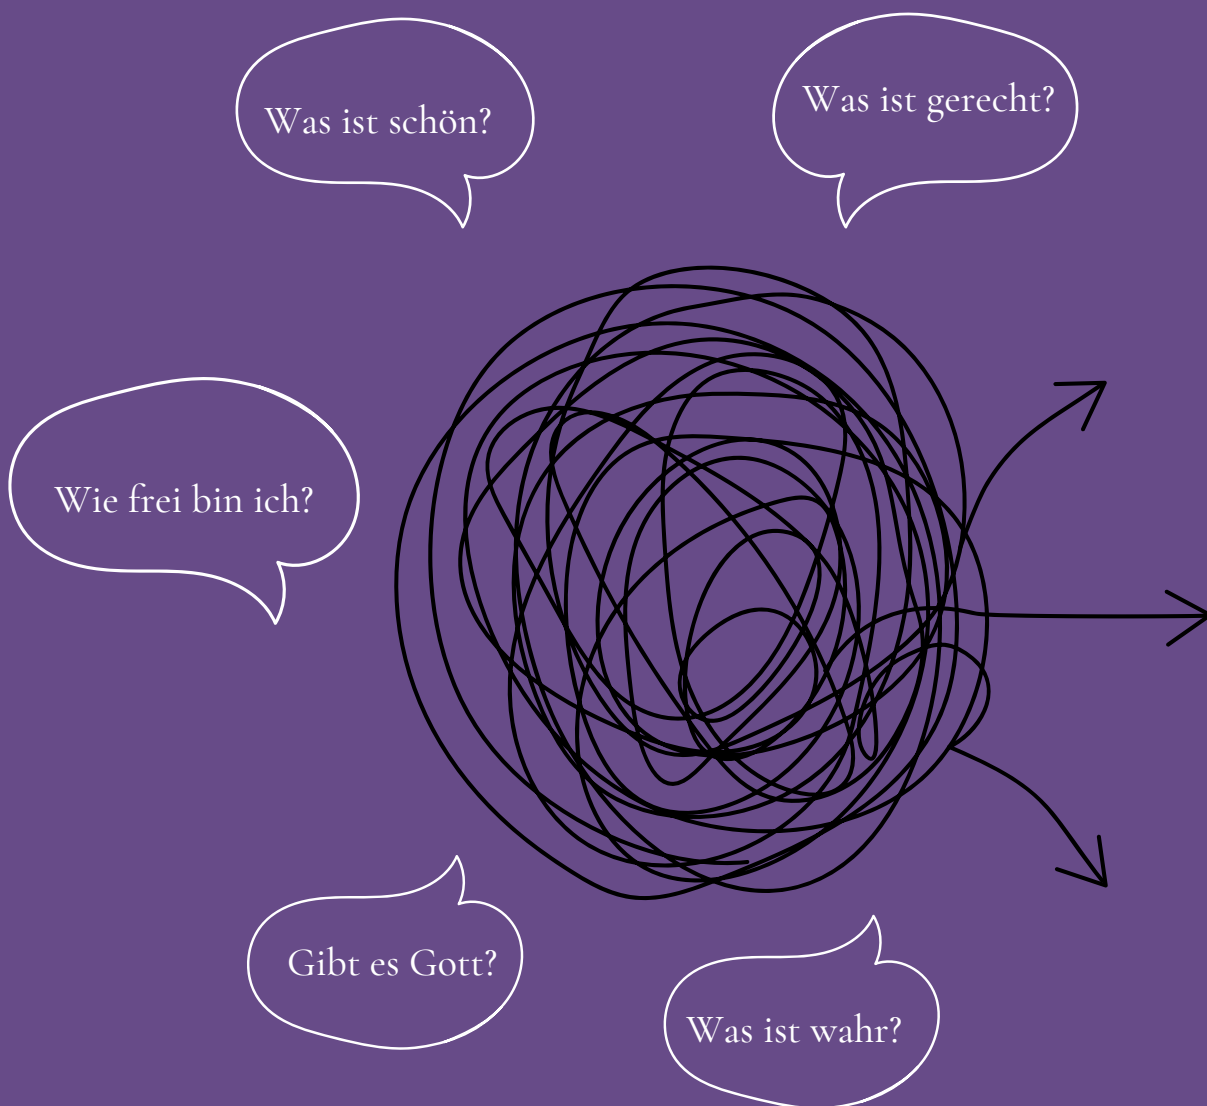 Was ist schön?
Was ist gerecht?
Wie frei bin ich?
Gibt es Gott?
Was ist wahr?